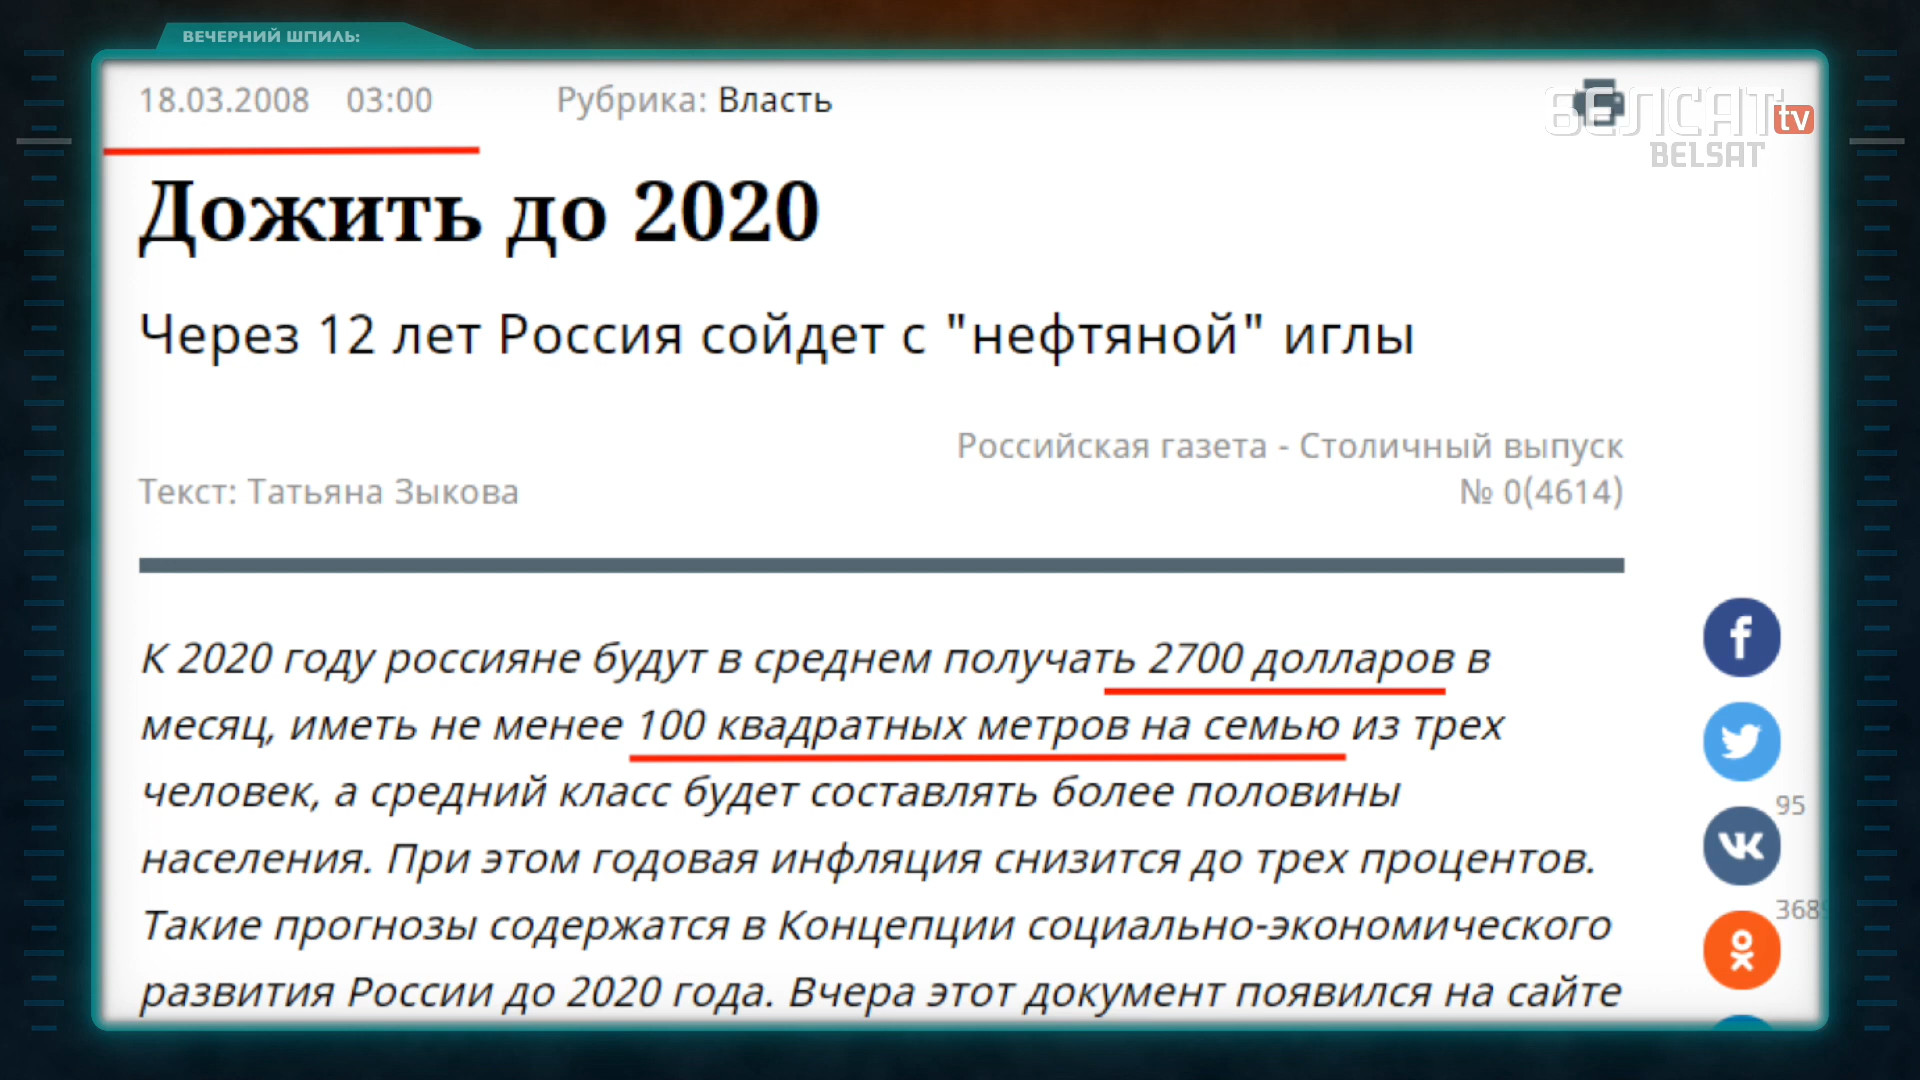 ВЕЧЕРНИЙ ШПИЛЬ:
18.03.2008 03:00 Рубрика: Власть
БЕЛСАТ tv
BELSAT
Дожить до 2020
Через 12 лет Россия сойдет с "нефтяной" иглы
Российская газета - Столичный выпуск
Текст: Татьяна Зыкова № 0(4614)
К 2020 году россияне будут в среднем получать 2700 долларов в
месяц, иметь не менее 100 квадратных метров на семью из трех
человек, а средний класс будет составлять более половины
населения. При этом годовая инфляция снизится до трех процентов.
Такие прогнозы содержатся в Концепции социально-экономического
развития России до 2020 года. Вчера этот документ появился на сайте
f
95
368